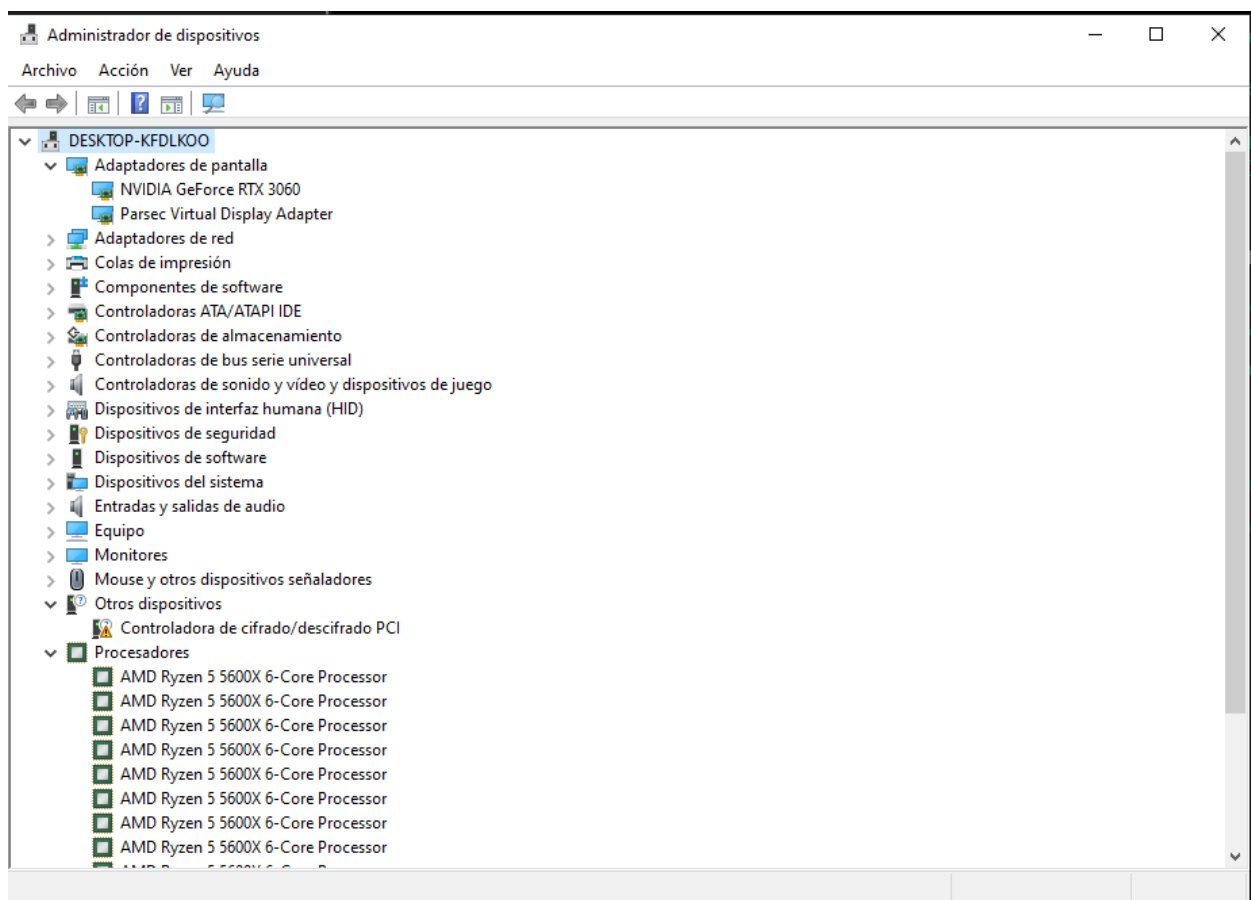 Administrador de dispositivos
Archivo Acción Ver Ayuda
DESKTOP-KFDLKOO
Adaptadores de pantalla
NVIDIA GeForce RTX 3060
Parsec Virtual Display Adapter
Adaptadores de red
Colas de impresión
Componentes de software
Controladoras ATA/ATAPI IDE
Controladoras de almacenamiento
Controladoras de bus serie universal
Controladoras de sonido y vídeo y dispositivos de juego
Dispositivos de interfaz humana (HID)
Dispositivos de seguridad
Dispositivos de software
Dispositivos del sistema
Entradas y salidas de audio
Equipo
Monitores
Mouse y otros dispositivos señaladores
Otros dispositivos
Controladora de cifrado/descifrado PCI
Procesadores
AMD Ryzen 5 5600X 6-Core Processor
AMD Ryzen 5 5600X 6-Core Processor
AMD Ryzen 5 5600X 6-Core Processor
AMD Ryzen 5 5600X 6-Core Processor
AMD Ryzen 5 5600X 6-Core Processor
AMD Ryzen 5 5600X 6-Core Processor
AMD Ryzen 5 5600X 6-Core Processor
AMD Ryzen 5 5600X 6-Core Processor